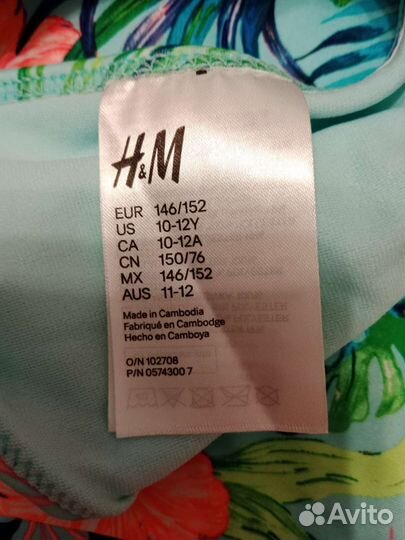 H&M
EUR 146/152
US 10-12Y
CA 10-12A
CN 150/76
MX 146/152
AUS 11-12
Made in Cambodia
Fabriqué en Cambodge
Hecho en Camboya
O/N 102708
P/N 0574300 7
Avito